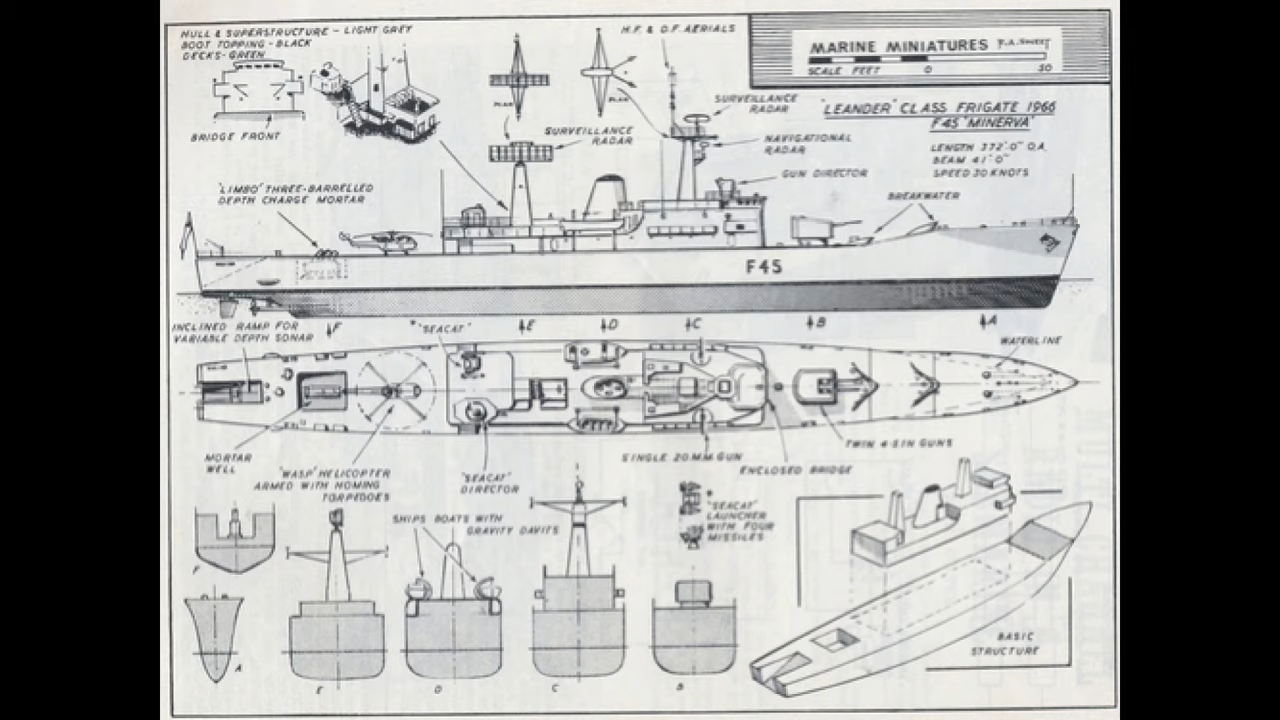 HULL & SUPERSTRUCTURE - LIGHT GREY
BOOT TOPPING - BLACK
DECKS - GREEN
BRIDGE FRONT
PLAN
PLAN
H.F. & D.F. AERIALS
MARINE MINIATURES
SCALE FEET 0 50
'LEANDER' CLASS FRIGATE 1966
F45 'MINERVA'
LENGTH 372'-0" O.A.
BEAM 41'-0"
SPEED 30 KNOTS
SURVEILLANCE
RADAR
SURVEILLANCE
RADAR
NAVIGATIONAL
RADAR
GUN DIRECTOR
BREAKWATER
'LIMBO' THREE-BARRELLED
DEPTH CHARGE MORTAR
F45
INCLINED RAMP FOR
VARIABLE DEPTH SONAR
F
* 'SEACAT'
E
D
C
B
A
WATERLINE
MORTAR
WELL
'WASP' HELICOPTER
ARMED WITH HOMING
TORPEDOES
'SEACAT'
DIRECTOR
SINGLE 20 M.M. GUN
ENCLOSED BRIDGE
TWIN 4·5 IN GUNS
SHIPS BOATS WITH
GRAVITY DAVITS
* 'SEACAT'
LAUNCHER
WITH FOUR
MISSILES
F
A
E
D
C
B
BASIC
STRUCTURE